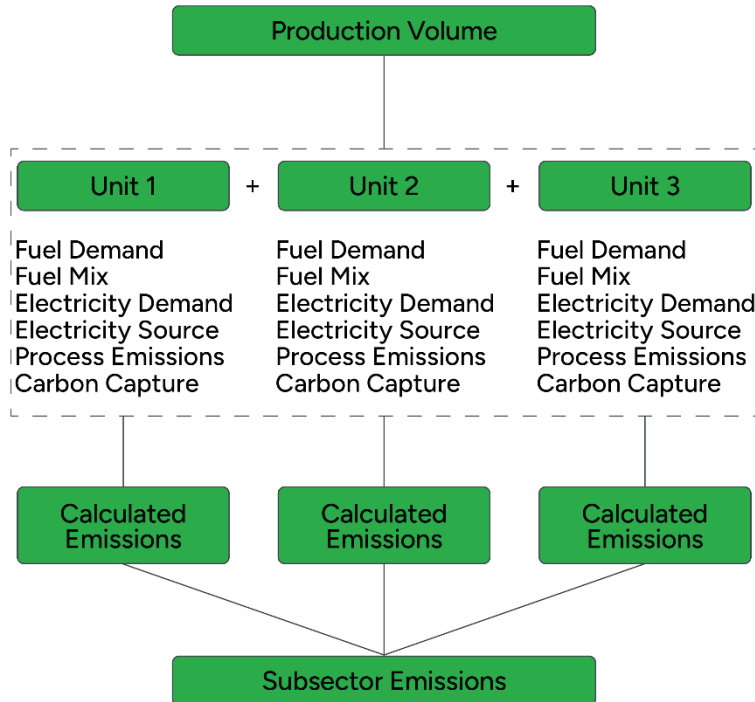 Production Volume
Unit 1 + Unit 2 + Unit 3
Fuel Demand
Fuel Mix
Electricity Demand
Electricity Source
Process Emissions
Carbon Capture
Fuel Demand
Fuel Mix
Electricity Demand
Electricity Source
Process Emissions
Carbon Capture
Fuel Demand
Fuel Mix
Electricity Demand
Electricity Source
Process Emissions
Carbon Capture
Calculated
Emissions
Calculated
Emissions
Calculated
Emissions
Subsector Emissions